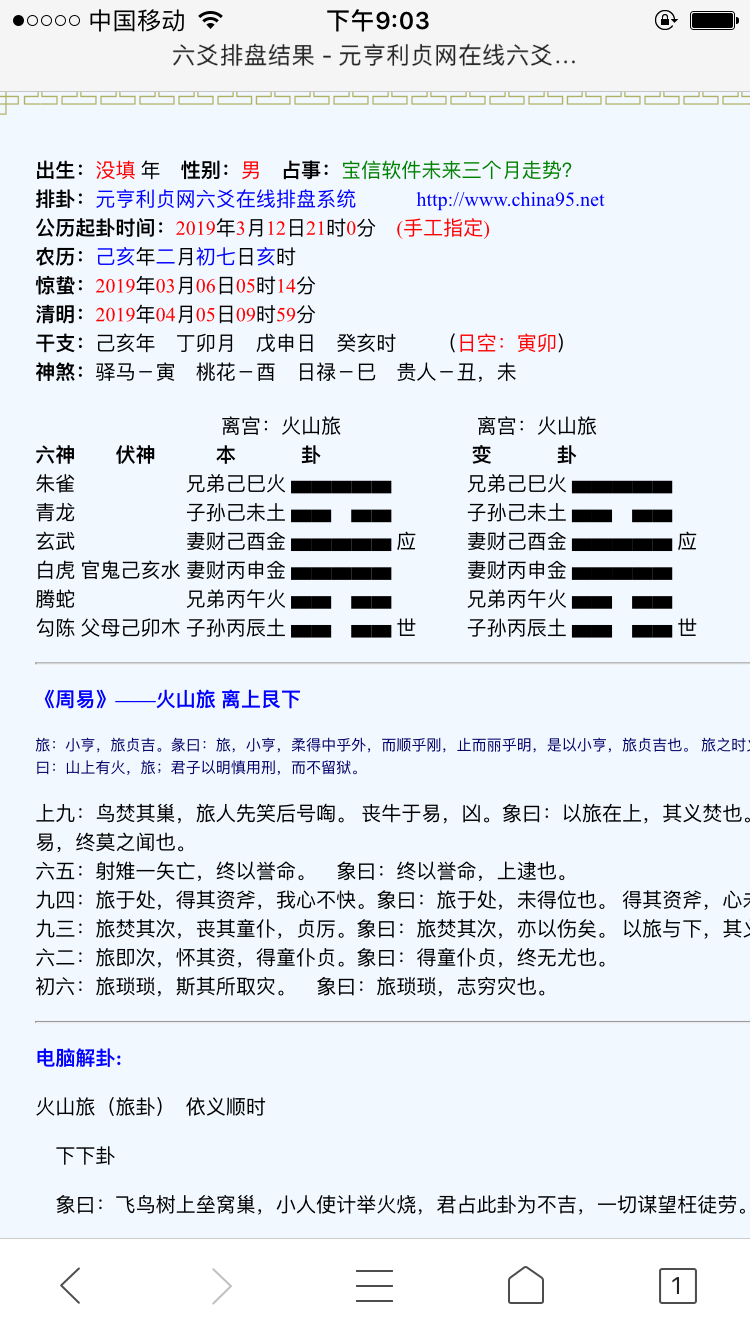 中国移动 下午9:03
六爻排盘结果 - 元亨利贞网在线六爻...
出生：没填 年 性别：男 占事：宝信软件未来三个月走势?
排卦：元亨利贞网六爻在线排盘系统 http://www.china95.net
公历起卦时间：2019年3月12日21时0分 (手工指定)
农历：己亥年二月初七日亥时
惊蛰：2019年03月06日05时14分
清明：2019年04月05日09时59分
干支：己亥年 丁卯月 戊申日 癸亥时 （日空：寅卯）
神煞：驿马－寅 桃花－酉 日禄－巳 贵人－丑，未
离宫：火山旅 离宫：火山旅
六神 伏神 本 卦 变 卦
朱雀 兄弟己巳火 兄弟己巳火
青龙 子孙己未土 子孙己未土
玄武 妻财己酉金 应 妻财己酉金 应
白虎 官鬼己亥水 妻财丙申金 妻财丙申金
腾蛇 兄弟丙午火 兄弟丙午火
勾陈 父母己卯木 子孙丙辰土 世 子孙丙辰土 世
《周易》——火山旅 离上艮下
旅：小亨，旅贞吉。彖曰：旅，小亨，柔得中乎外，而顺乎刚，止而丽乎明，是以小亨，旅贞吉也。 旅之时
曰：山上有火，旅；君子以明慎用刑，而不留狱。
上九：鸟焚其巢，旅人先笑后号啕。 丧牛于易，凶。象曰：以旅在上，其义焚也。
易，终莫之闻也。
六五：射雉一矢亡，终以誉命。 象曰：终以誉命，上逮也。
九四：旅于处，得其资斧，我心不快。象曰：旅于处，未得位也。 得其资斧，心
九三：旅焚其次，丧其童仆，贞厉。象曰：旅焚其次，亦以伤矣。 以旅与下，其
六二：旅即次，怀其资，得童仆贞。象曰：得童仆贞，终无尤也。
初六：旅琐琐，斯其所取灾。 象曰：旅琐琐，志穷灾也。
电脑解卦:
火山旅（旅卦） 依义顺时
下下卦
象曰：飞鸟树上垒窝巢，小人使计举火烧，君占此卦为不吉，一切谋望枉徒劳。
1